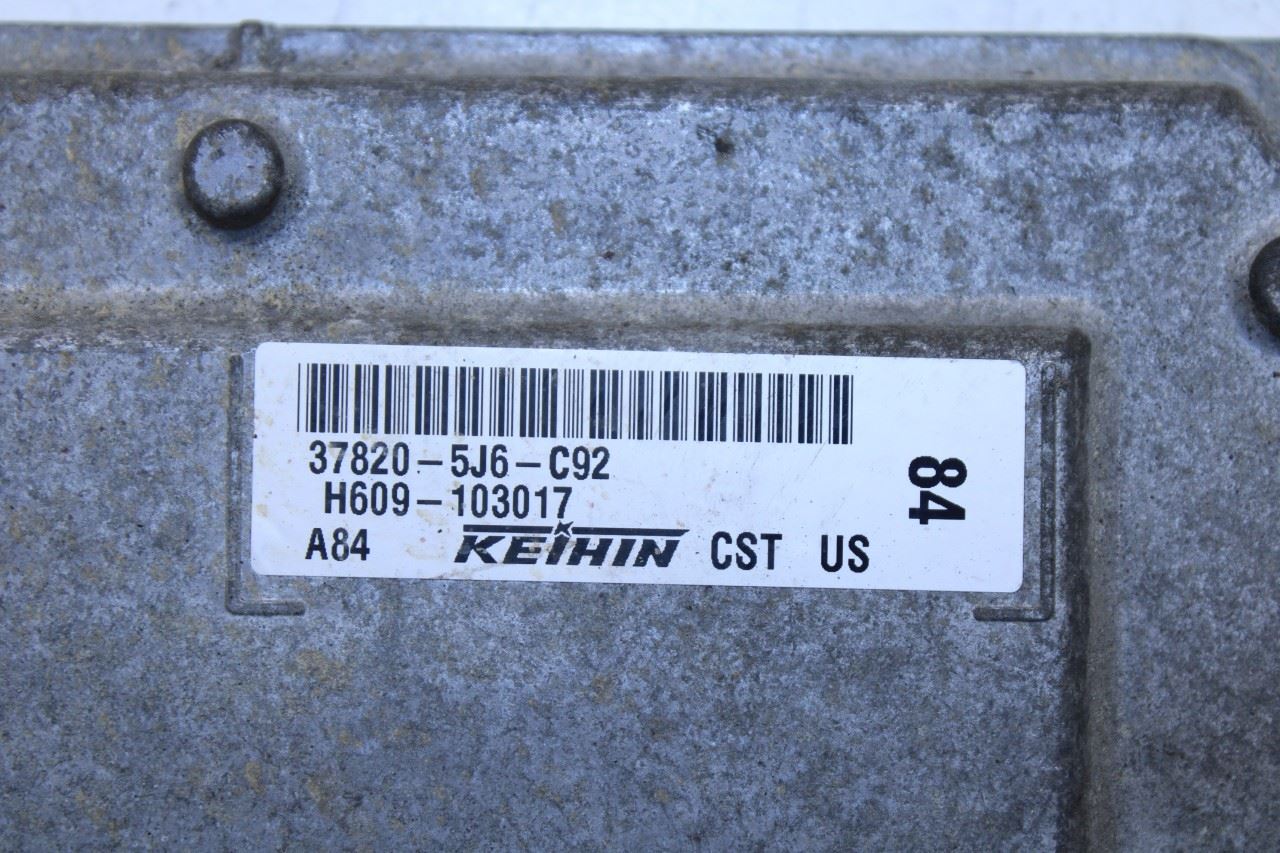 37820-5J6-C92
H609-103017
A84 KEIHIN CST US
84